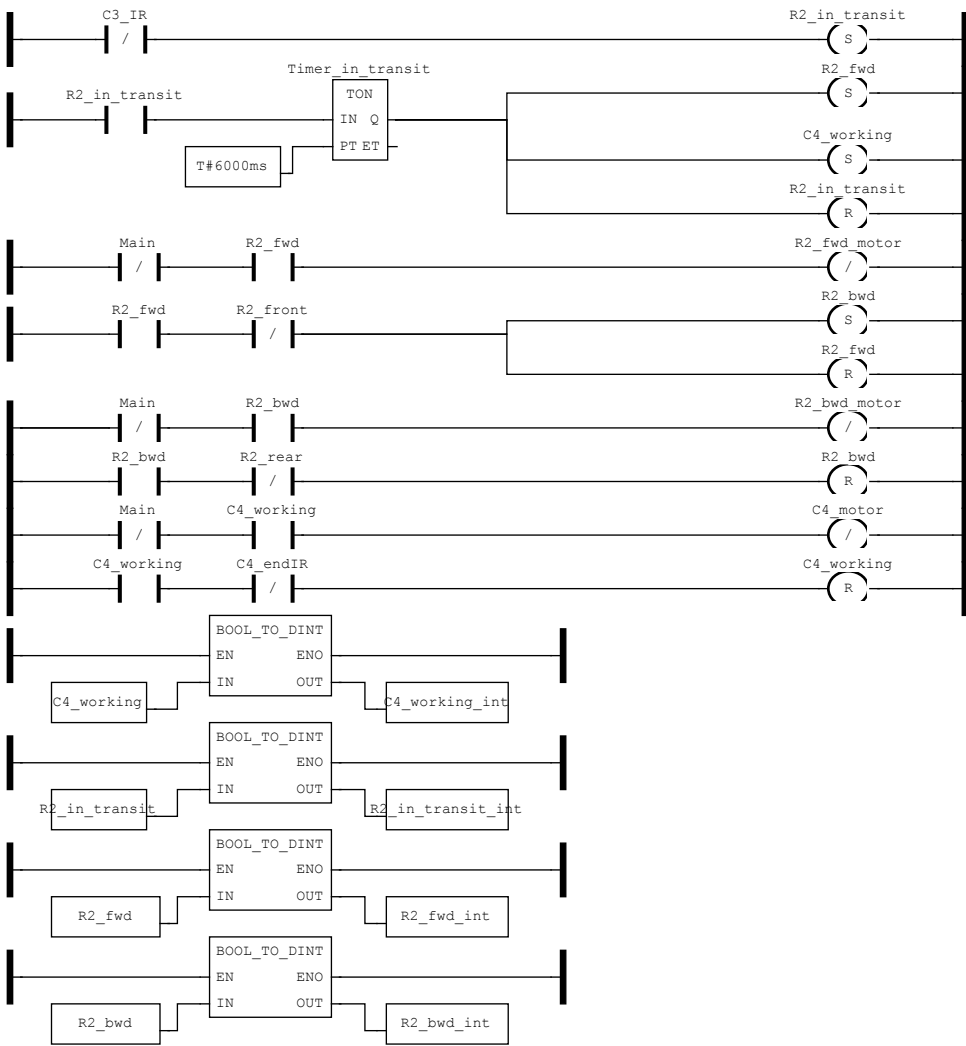 C3_IR R2_in_transit
/ S
Timer_in_transit R2_fwd
R2_in_transit TON S
IN Q
C4_working
T#6000ms PT ET S
R2_in_transit
R
Main R2_fwd R2_fwd_motor
/ /
R2_fwd R2_front R2_bwd
/ S
R2_fwd
R
Main R2_bwd R2_bwd_motor
/ /
R2_bwd R2_rear R2_bwd
/ R
Main C4_working C4_motor
/ /
C4_working C4_endIR C4_working
/ R
BOOL_TO_DINT
EN ENO
IN OUT
C4_working C4_working_int
BOOL_TO_DINT
EN ENO
IN OUT
R2_in_transit R2_in_transit_int
BOOL_TO_DINT
EN ENO
IN OUT
R2_fwd R2_fwd_int
BOOL_TO_DINT
EN ENO
IN OUT
R2_bwd R2_bwd_int